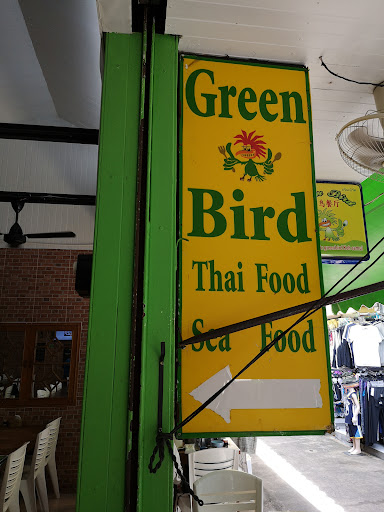 Green
Bird
Thai Food
Sea Food